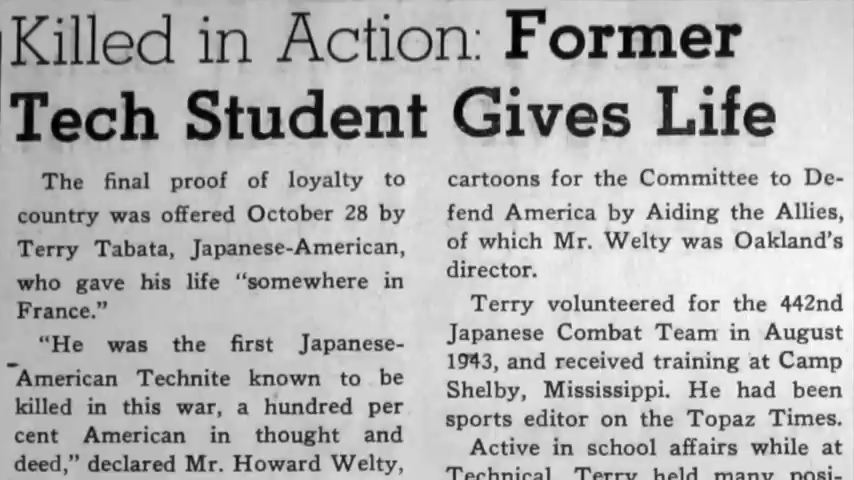 Killed in Action: Former
Tech Student Gives Life
The final proof of loyalty to
country was offered October 28 by
Terry Tabata, Japanese-American,
who gave his life "somewhere in
France."
"He was the first Japanese-
American Technite known to be
killed in this war, a hundred per
cent American in thought and
deed," declared Mr. Howard Welty,
cartoons for the Committee to De-
fend America by Aiding the Allies,
of which Mr. Welty was Oakland's
director.
Terry volunteered for the 442nd
Japanese Combat Team in August
1943, and received training at Camp
Shelby, Mississippi. He had been
sports editor on the Topaz Times.
Active in school affairs while at
Technical, Terry held many posi-